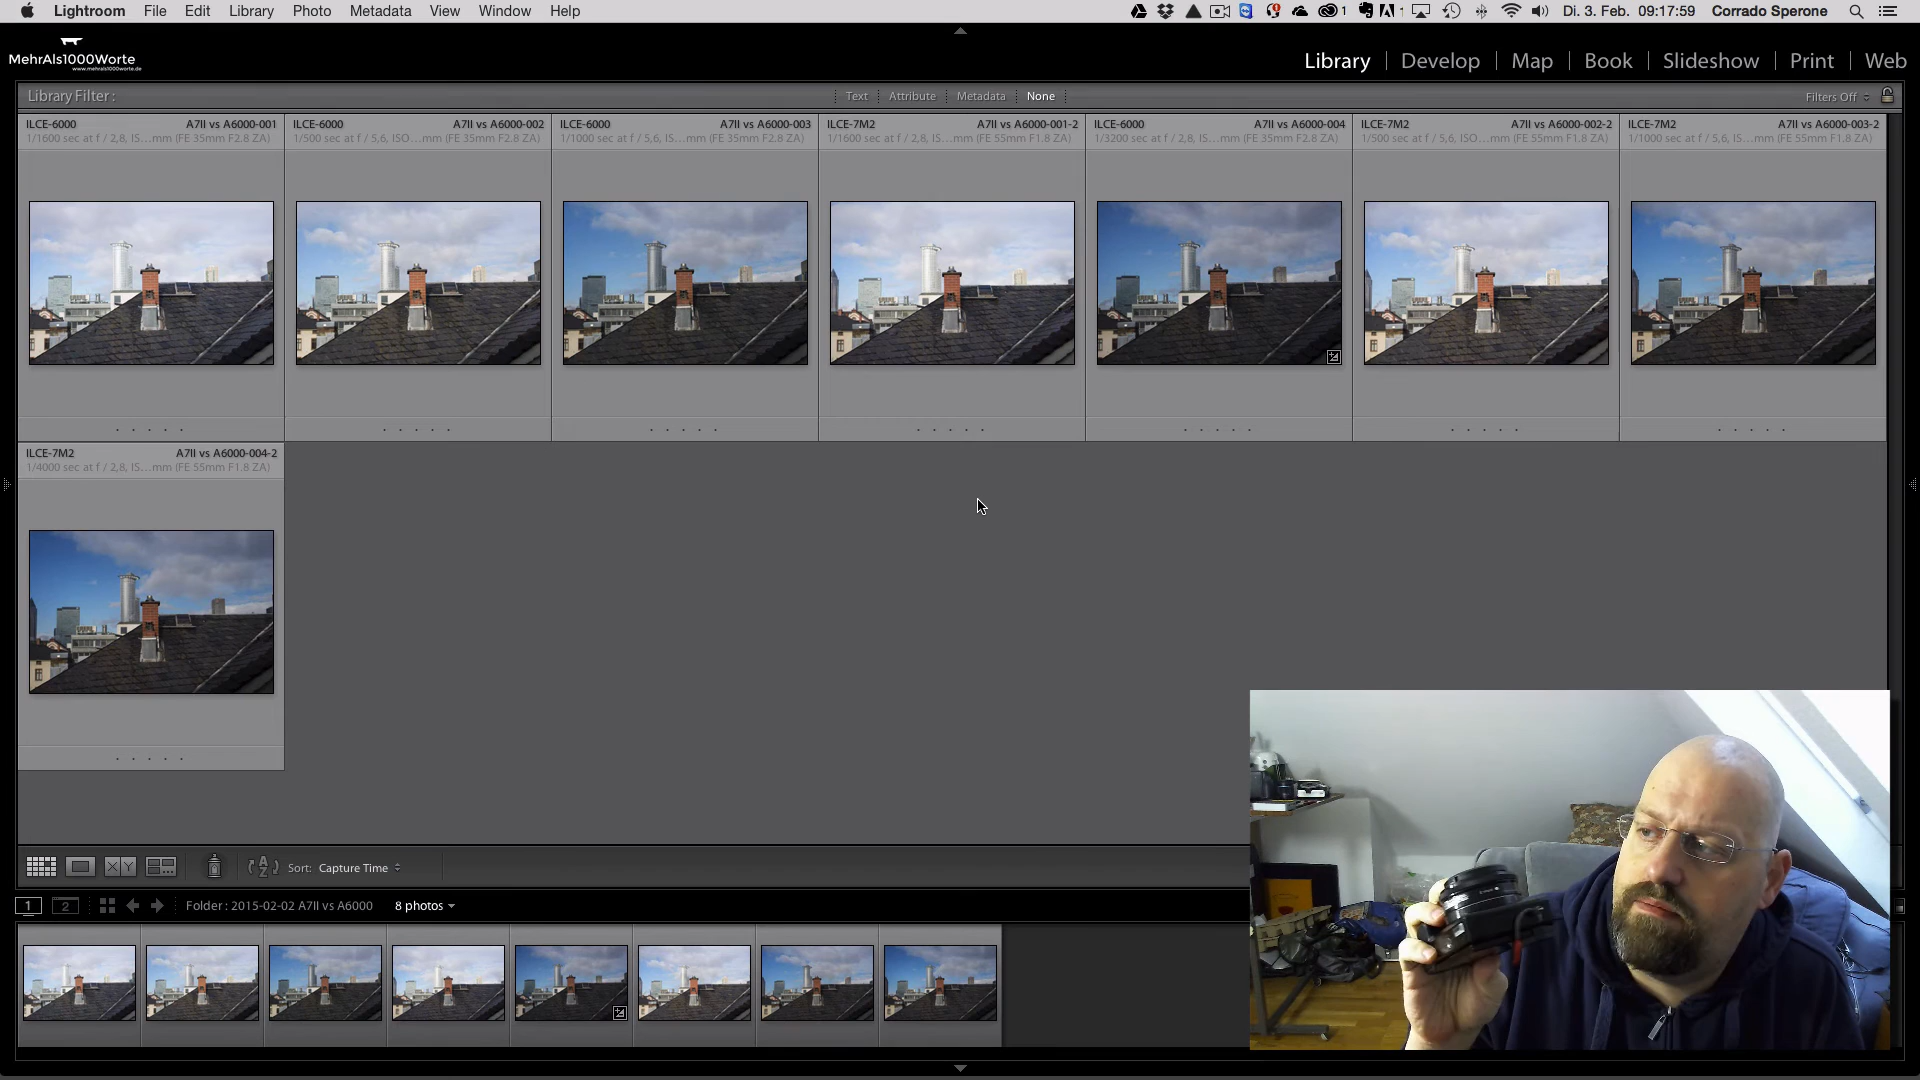 Lightroom File Edit Library Photo Metadata View Window Help 1 1 Di. 3. Feb. 09:17:59 Corrado Sperone
MehrAls1000Worte
www.mehrals1000worte.de
Library Develop Map Book Slideshow Print Web
Library Filter : Text Attribute Metadata None Filters Off
ILCE-6000 A7II vs A6000-001 ILCE-6000 A7II vs A6000-002 ILCE-6000 A7II vs A6000-003 ILCE-7M2 A7II vs A6000-001-2 ILCE-6000 A7II vs A6000-004 ILCE-7M2 A7II vs A6000-002-2 ILCE-7M2 A7II vs A6000-003-2
1/1600 sec at f / 2,8, IS…mm (FE 35mm F2.8 ZA) 1/500 sec at f / 5,6, ISO…mm (FE 35mm F2.8 ZA) 1/1000 sec at f / 5,6, IS…mm (FE 35mm F2.8 ZA) 1/1600 sec at f / 2,8, IS…mm (FE 55mm F1.8 ZA) 1/3200 sec at f / 2,8, IS…mm (FE 35mm F2.8 ZA) 1/500 sec at f / 5,6, ISO…mm (FE 55mm F1.8 ZA) 1/1000 sec at f / 5,6, IS…mm (FE 55mm F1.8 ZA)
ILCE-7M2 A7II vs A6000-004-2
1/4000 sec at f / 2,8, IS…mm (FE 55mm F1.8 ZA)
XY AZ Sort: Capture Time
1 2 Folder : 2015-02-02 A7II vs A6000 8 photos